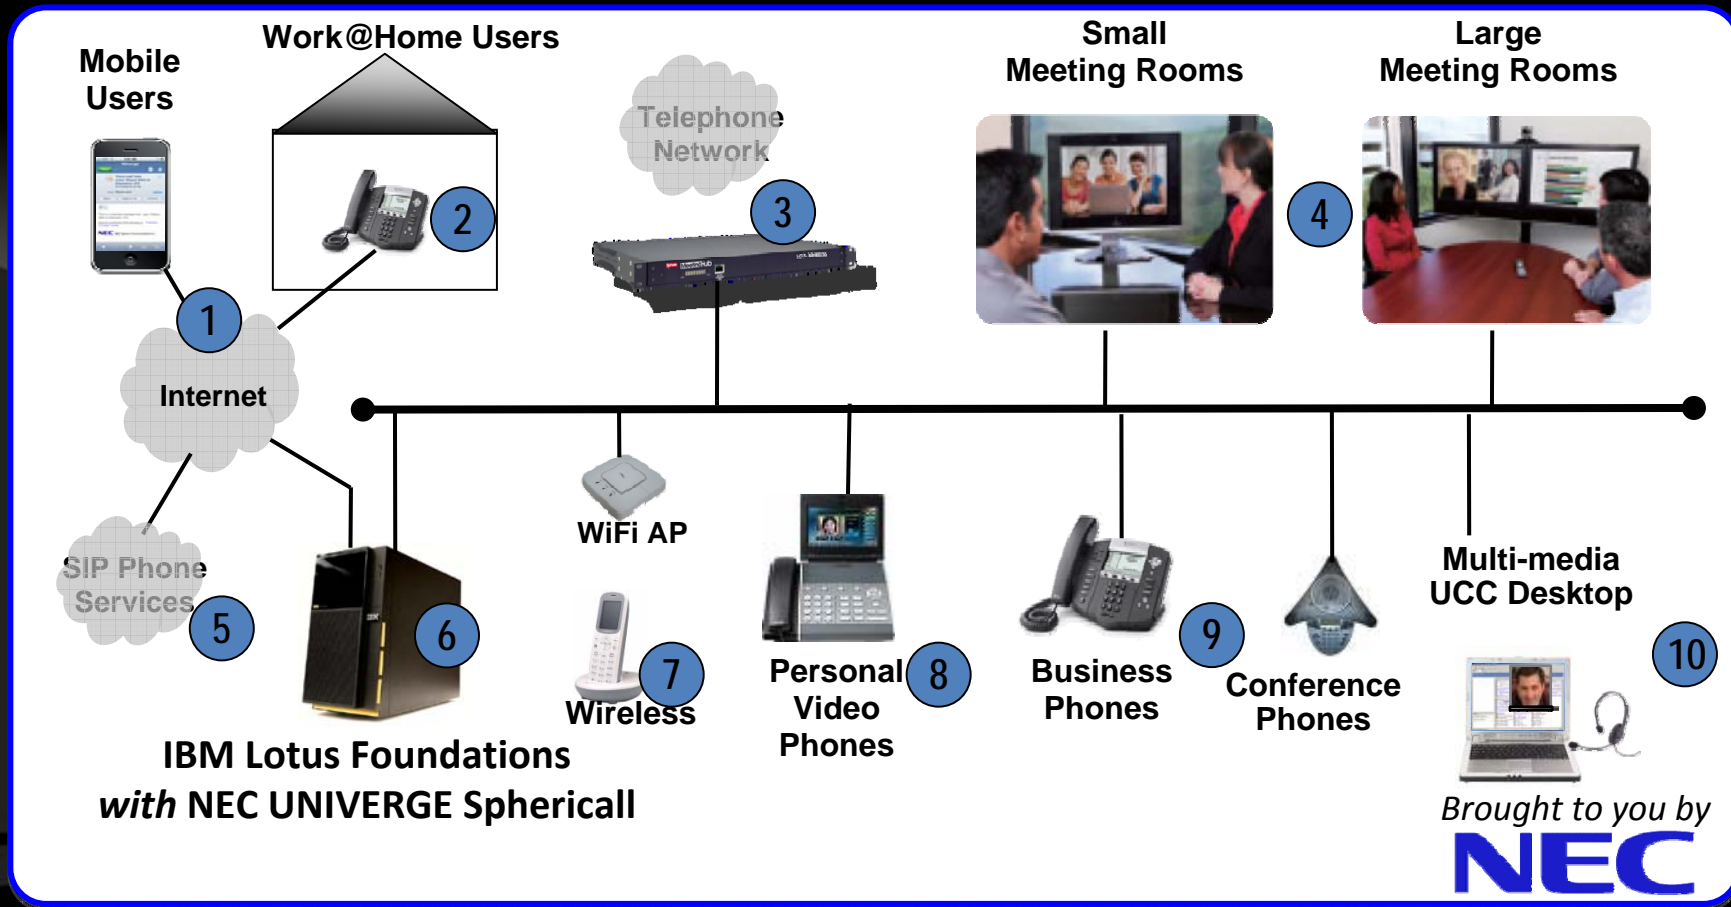 Mobile
Users
Work@Home Users
Telephone
Network
Small
Meeting Rooms
Large
Meeting Rooms
1
2
3
4
Internet
SIP Phone
Services
5
6
IBM Lotus Foundations
with NEC UNIVERGE Sphericall
WiFi AP
7
Wireless
8
Personal
Video
Phones
9
Business
Phones
Conference
Phones
Multi-media
UCC Desktop
10
Brought to you by
NEC